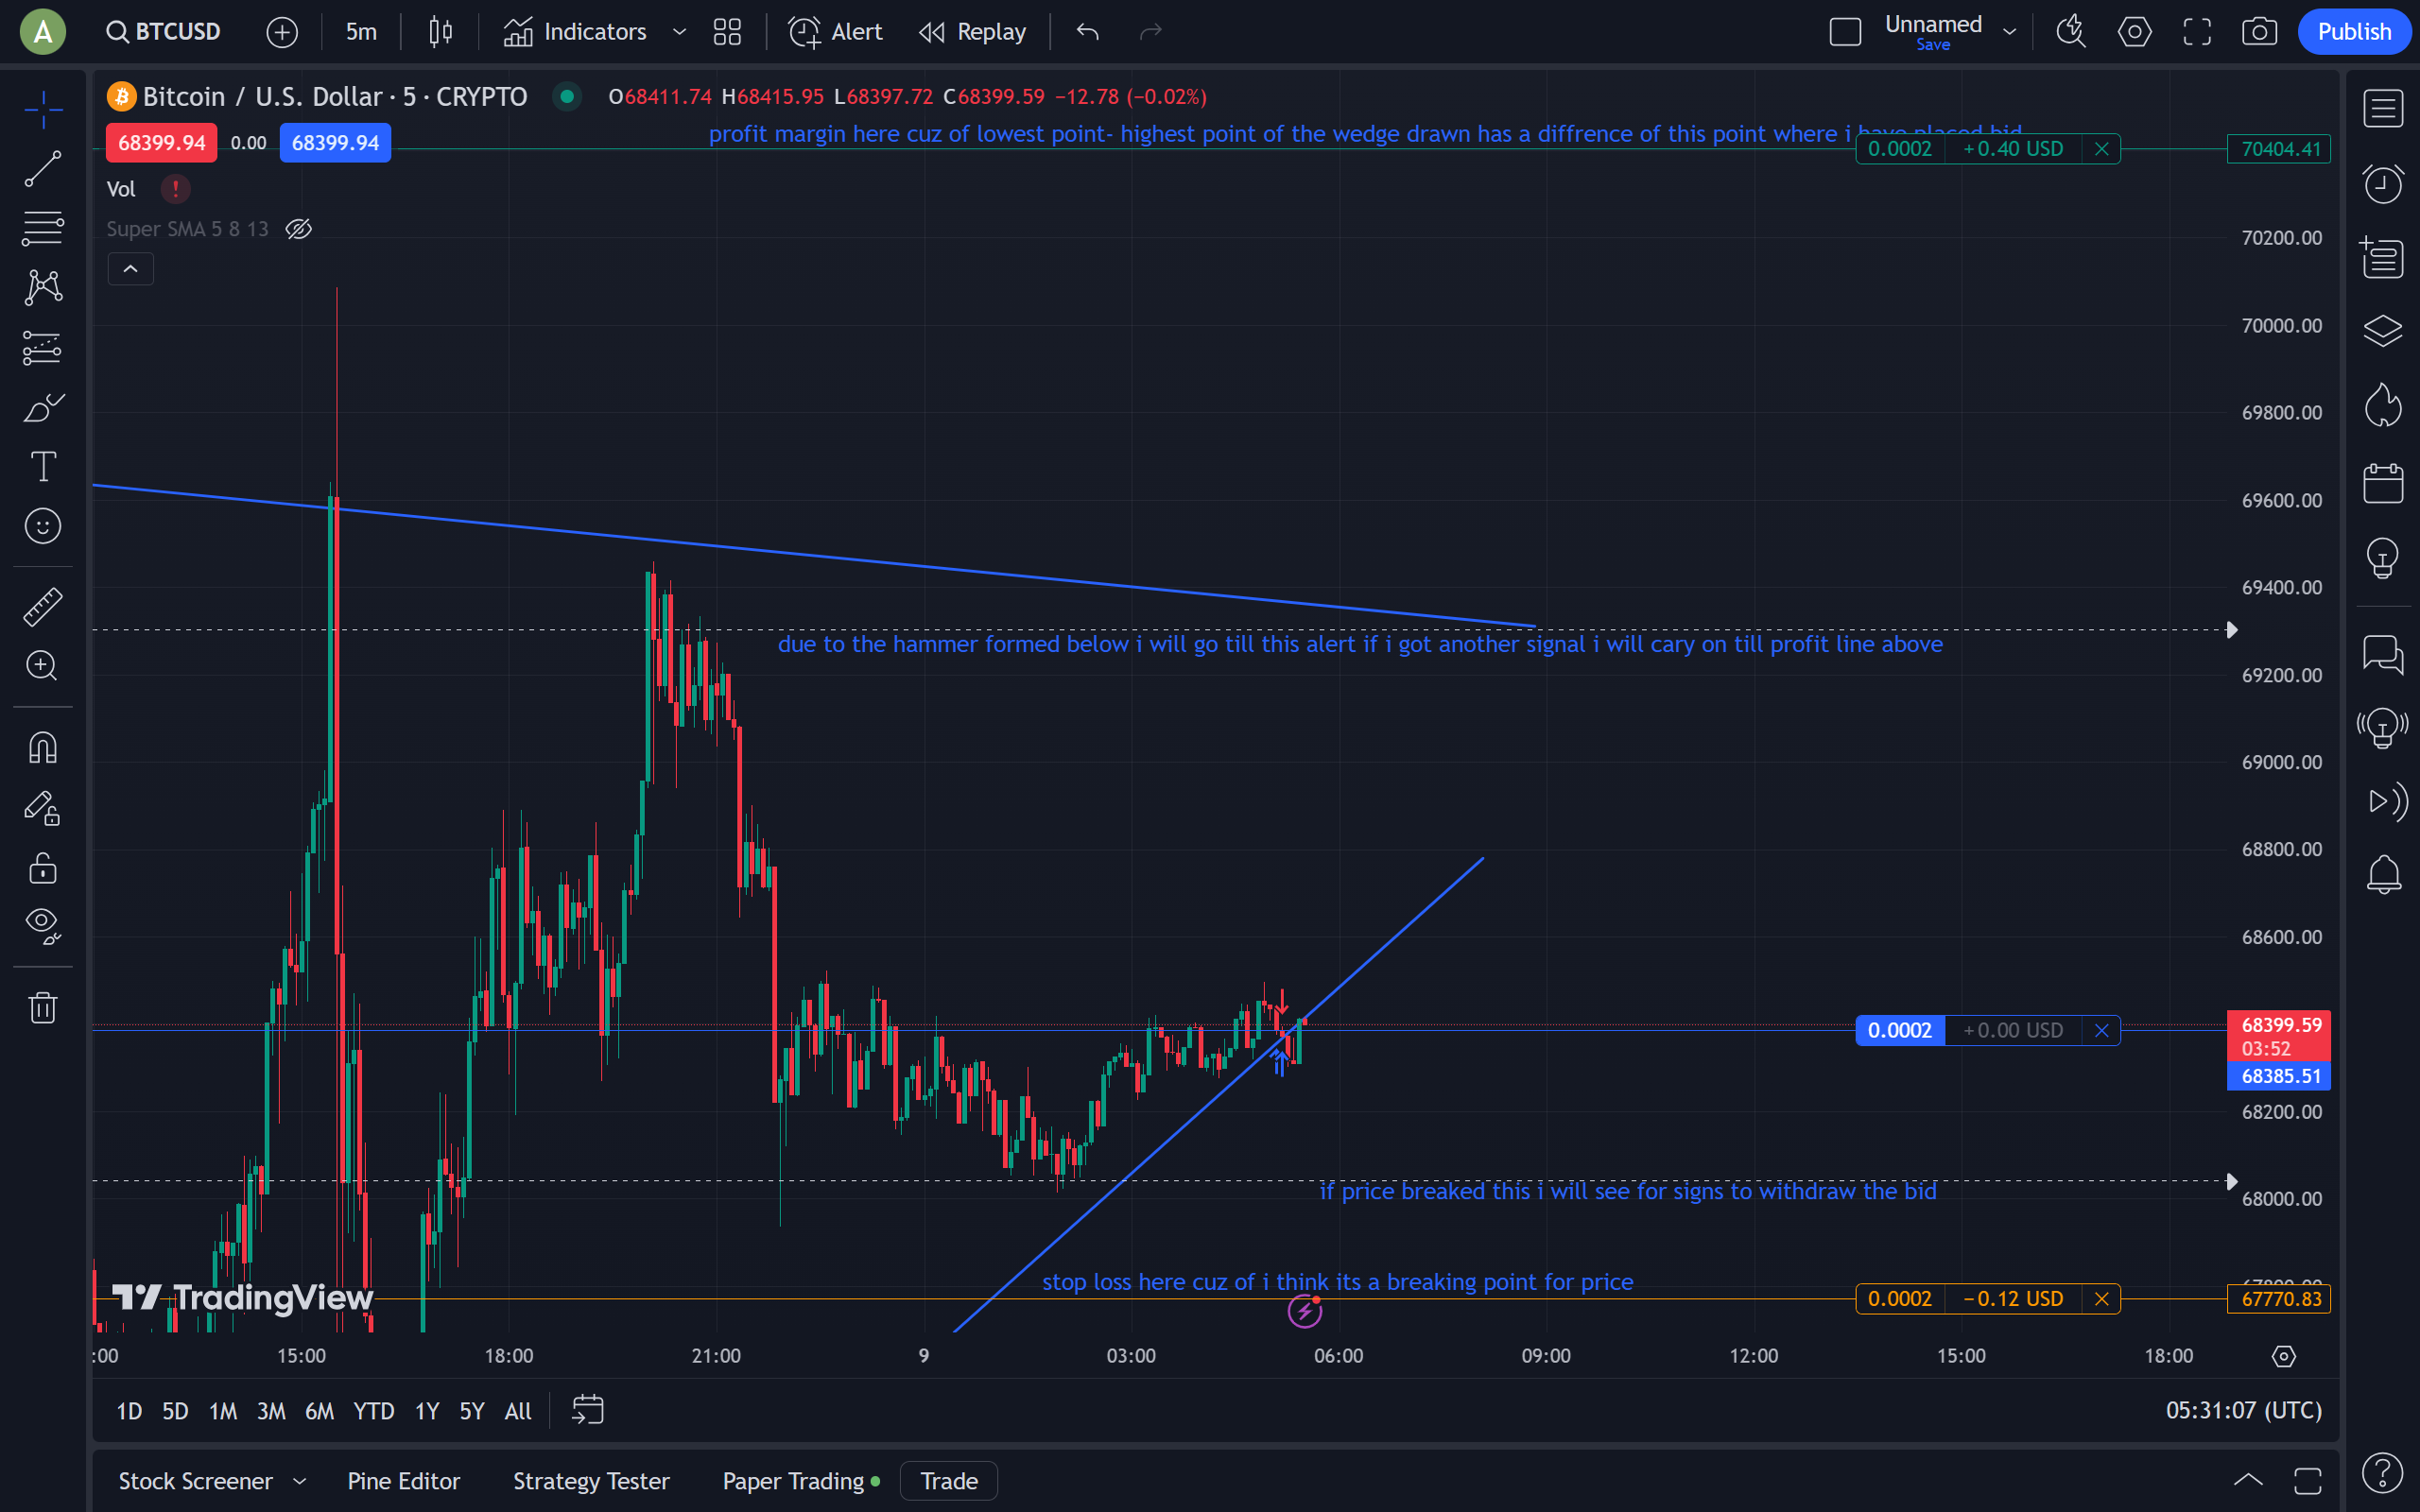 A
BTCUSD 5m Indicators Alert Replay Unnamed Save Publish
Bitcoin / U.S. Dollar · 5 · CRYPTO O68411.74 H68415.95 L68397.72 C68399.59 −12.78 (−0.02%)
68399.94 0.00 68399.94
profit margin here cuz of lowest point- highest point of the wedge drawn has a diffrence of this point where i have placed bid
0.0002 +0.40 USD 70404.41
Vol
Super SMA 5 8 13
70200.00
70000.00
69800.00
69600.00
69400.00
due to the hammer formed below i will go till this alert if i got another signal i will cary on till profit line above
69200.00
69000.00
68800.00
68600.00
0.0002 +0.00 USD 68399.59
03:52
68385.51
68200.00
if price breaked this i will see for signs to withdraw the bid
68000.00
stop loss here cuz of i think its a breaking point for price
67800.00
TradingView
0.0002 −0.12 USD 67770.83
:00 15:00 18:00 21:00 9 03:00 06:00 09:00 12:00 15:00 18:00
1D 5D 1M 3M 6M YTD 1Y 5Y All 05:31:07 (UTC)
Stock Screener Pine Editor Strategy Tester Paper Trading Trade